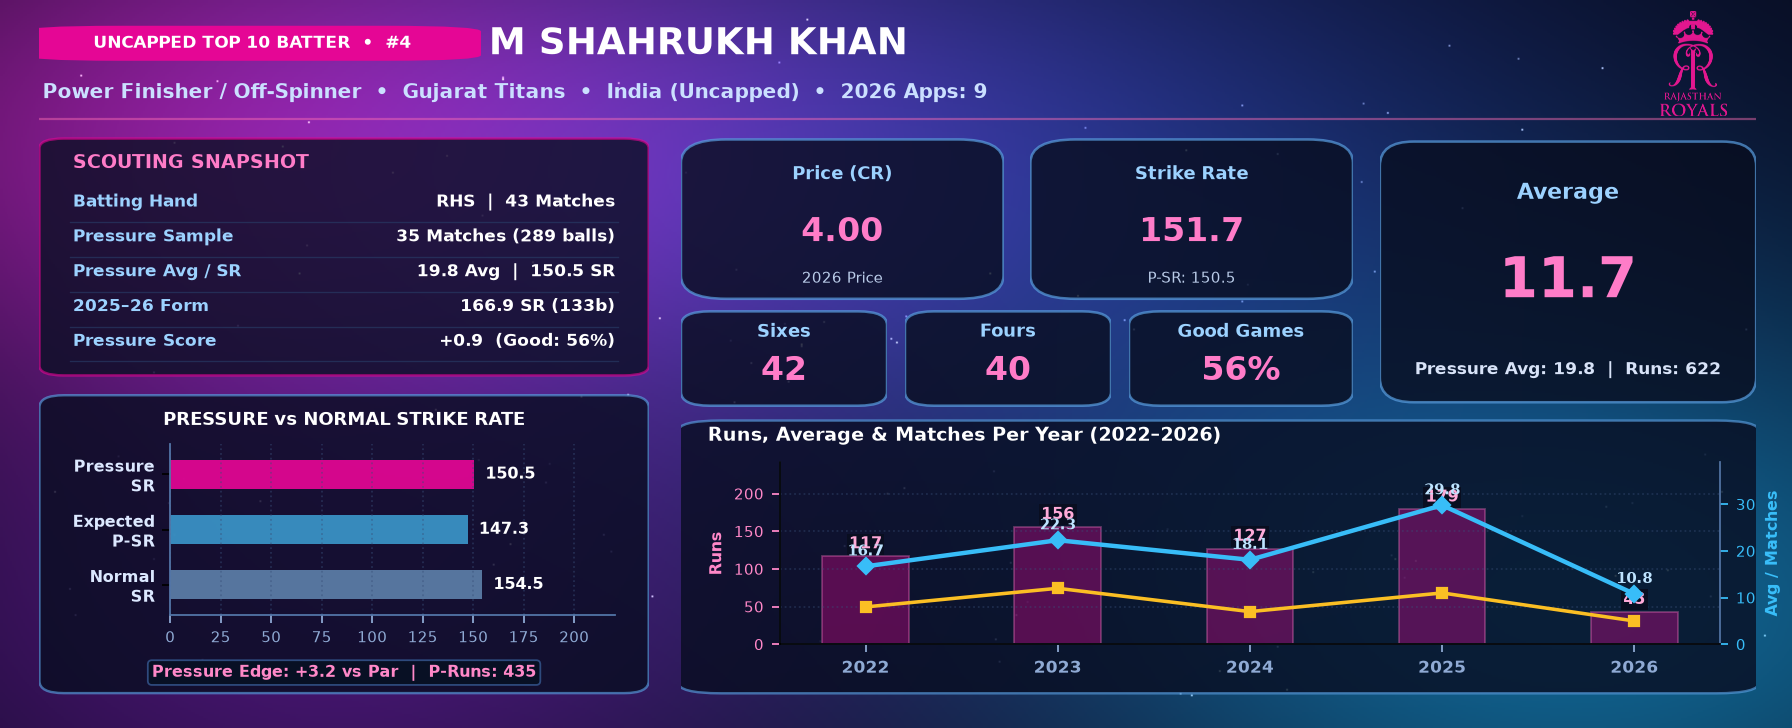 UNCAPPED TOP 10 BATTER • #4
M SHAHRUKH KHAN
Power Finisher / Off-Spinner • Gujarat Titans • India (Uncapped) • 2026 Apps: 9
RAJASTHAN
ROYALS
SCOUTING SNAPSHOT
Batting Hand RHS | 43 Matches
Pressure Sample 35 Matches (289 balls)
Pressure Avg / SR 19.8 Avg | 150.5 SR
2025–26 Form 166.9 SR (133b)
Pressure Score +0.9 (Good: 56%)
Price (CR)
4.00
2026 Price
Strike Rate
151.7
P-SR: 150.5
Average
11.7
Pressure Avg: 19.8 | Runs: 622
Sixes
42
Fours
40
Good Games
56%
PRESSURE vs NORMAL STRIKE RATE
Pressure
SR
150.5
Expected
P-SR
147.3
Normal
SR
154.5
0 25 50 75 100 125 150 175 200
Pressure Edge: +3.2 vs Par | P-Runs: 435
Runs, Average & Matches Per Year (2022–2026)
Runs
200
150
100
50
0
117
16.7
156
22.3
127
18.1
29.8
179
10.8
30
20
10
0
Avg / Matches
2022 2023 2024 2025 2026